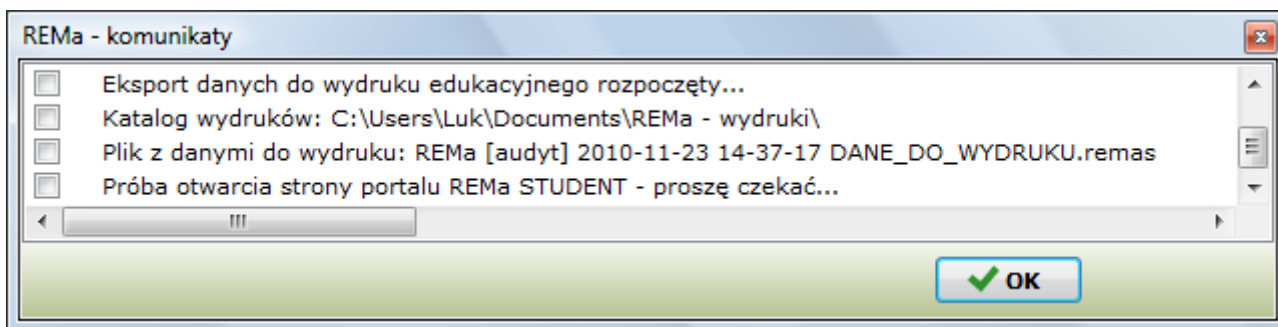 REMa - komunikaty
Eksport danych do wydruku edukacyjnego rozpoczęty...
Katalog wydruków: C:\Users\Luk\Documents\REMa - wydruki\
Plik z danymi do wydruku: REMa [audyt] 2010-11-23 14-37-17 DANE_DO_WYDRUKU.remas
Próba otwarcia strony portalu REMa STUDENT - proszę czekać...
OK